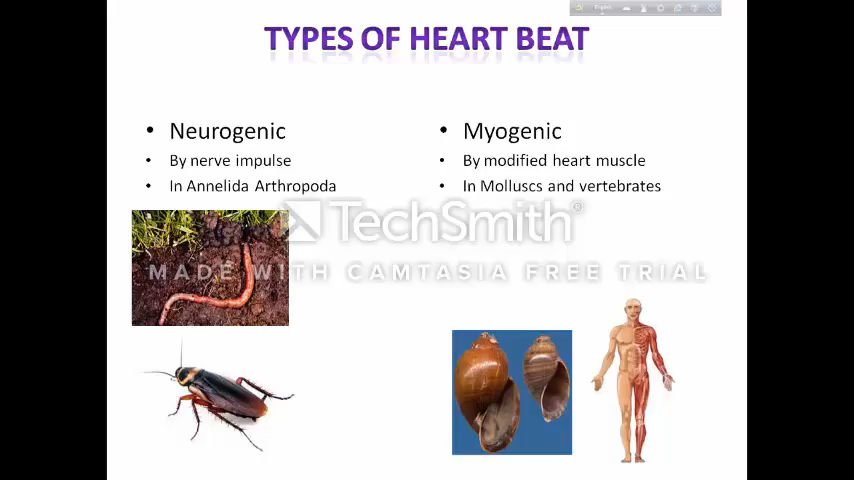 English
TYPES OF HEART BEAT
• Neurogenic
• By nerve impulse
• In Annelida Arthropoda
• Myogenic
• By modified heart muscle
• In Molluscs and vertebrates
TechSmith®
MADE WITH CAMTASIA FREE TRIAL